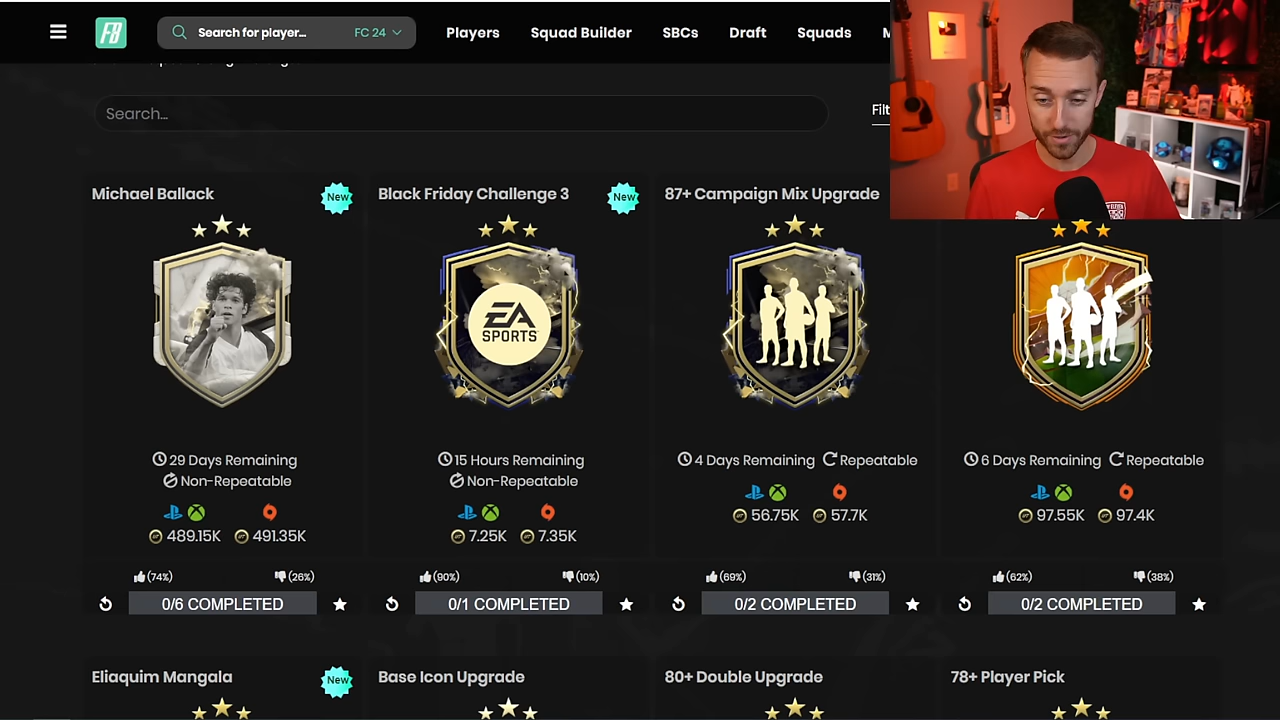 FB
Search for player...
FC 24
Players
Squad Builder
SBCs
Draft
Squads
M
Search...
Filt
Michael Ballack
New
Black Friday Challenge 3
New
87+ Campaign Mix Upgrade
EA
SPORTS
29 Days Remaining
Non-Repeatable
489.15K
491.35K
(74%)
(26%)
0/6 COMPLETED
15 Hours Remaining
Non-Repeatable
7.25K
7.35K
(90%)
(10%)
0/1 COMPLETED
4 Days Remaining
Repeatable
56.75K
57.7K
(69%)
(31%)
0/2 COMPLETED
6 Days Remaining
Repeatable
97.55K
97.4K
(62%)
(38%)
0/2 COMPLETED
Eliaquim Mangala
New
Base Icon Upgrade
80+ Double Upgrade
78+ Player Pick